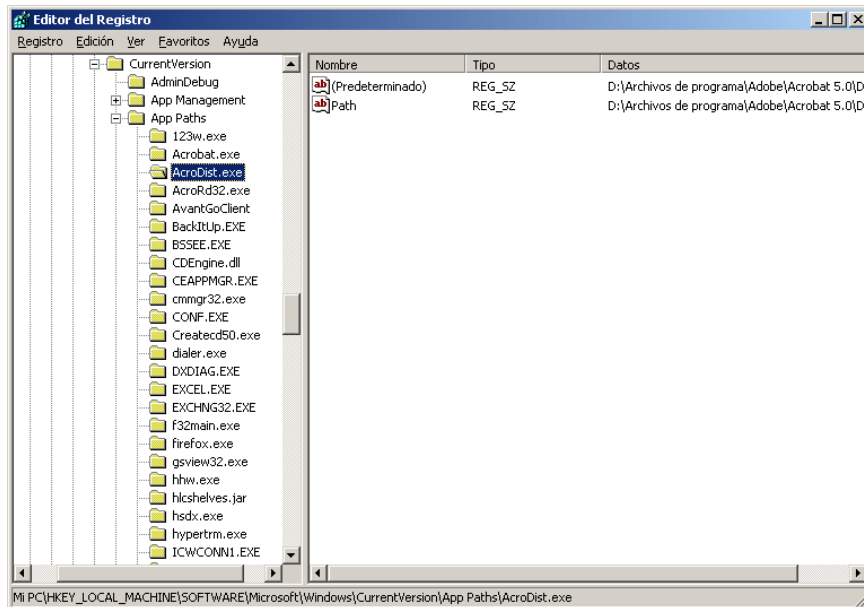 Editor del Registro
Registro Edición Ver Favoritos Ayuda
CurrentVersion
AdminDebug
App Management
App Paths
123w.exe
Acrobat.exe
AcroDist.exe
AcroRd32.exe
AvantGoClient
BackItUp.EXE
BSSEE.EXE
CDEngine.dll
CEAPPMGR.EXE
cmmgr32.exe
CONF.EXE
Createcd50.exe
dialer.exe
DXDIAG.EXE
EXCEL.EXE
EXCHNG32.EXE
f32main.exe
firefox.exe
gsview32.exe
hhw.exe
hlcshelves.jar
hsdx.exe
hypertrm.exe
ICWCONN1.EXE
Nombre Tipo Datos
ab (Predeterminado) REG_SZ D:\Archivos de programa\Adobe\Acrobat 5.0\D
ab Path REG_SZ D:\Archivos de programa\Adobe\Acrobat 5.0\D
Mi PC\HKEY_LOCAL_MACHINE\SOFTWARE\Microsoft\Windows\CurrentVersion\App Paths\AcroDist.exe